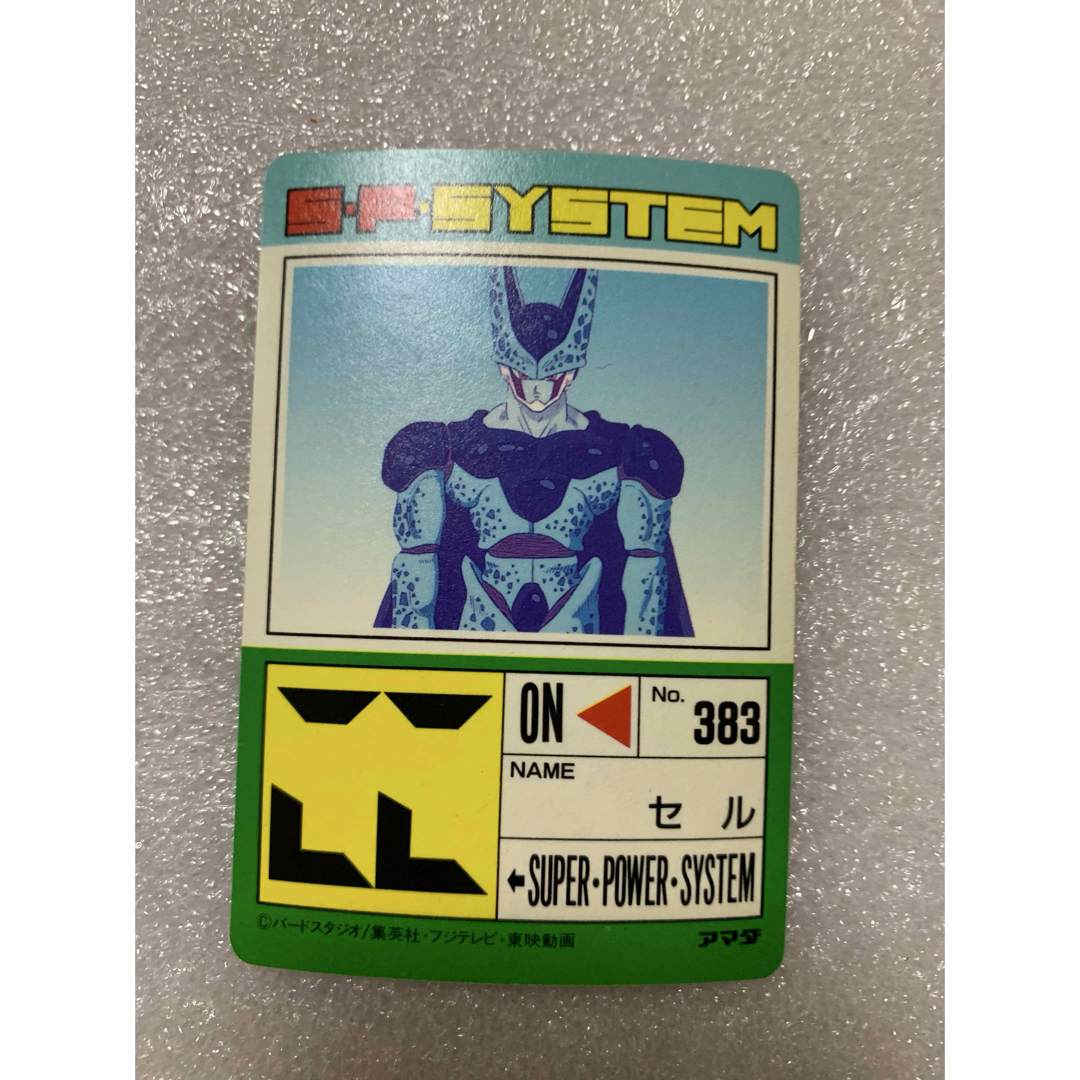 S·P·SYSTEM
ON
No. 383
NAME
セル
←SUPER·POWER·SYSTEM
©バードスタジオ/集英社・フジテレビ・東映動画
アマダ